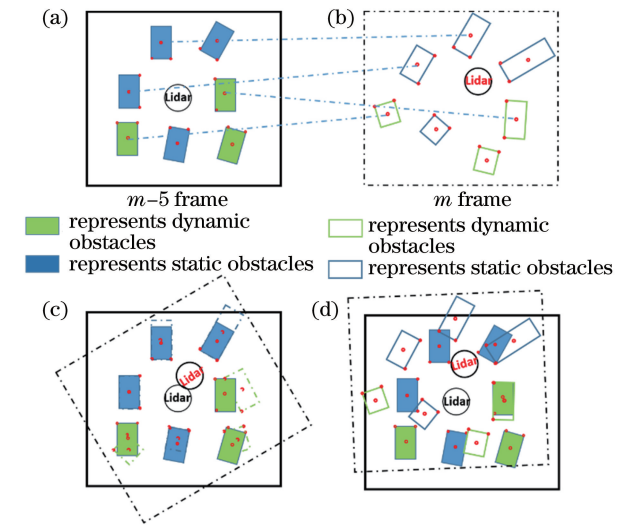 (a)
(b)
Lidar
Lidar
m−5 frame
m frame
represents dynamic
obstacles
represents static obstacles
represents dynamic
obstacles
represents static obstacles
(c)
(d)
Lidar
Lidar
Lidar
Lidar